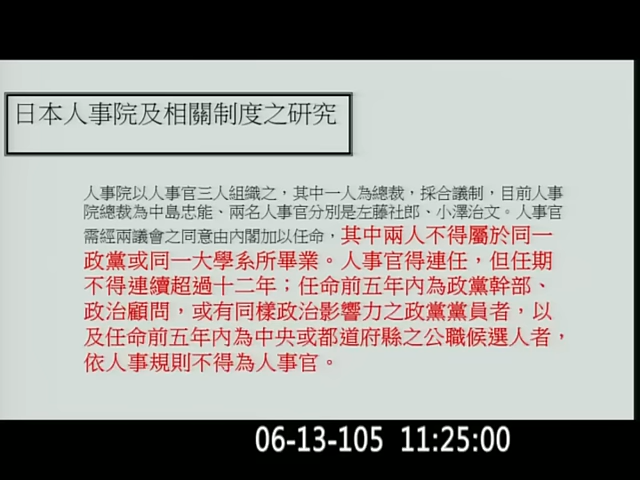 日本人事院及相關制度之研究
人事院以人事官三人組織之，其中一人為總裁，採合議制，目前人事
院總裁為中島忠能、兩名人事官分別是左藤社郎、小澤治文。人事官
需經兩議會之同意由內閣加以任命，其中兩人不得屬於同一
政黨或同一大學系所畢業。人事官得連任，但任期
不得連續超過十二年；任命前五年內為政黨幹部、
政治顧問，或有同樣政治影響力之政黨黨員者，以
及任命前五年內為中央或都道府縣之公職候選人者，
依人事規則不得為人事官。
06-13-105 11:25:00